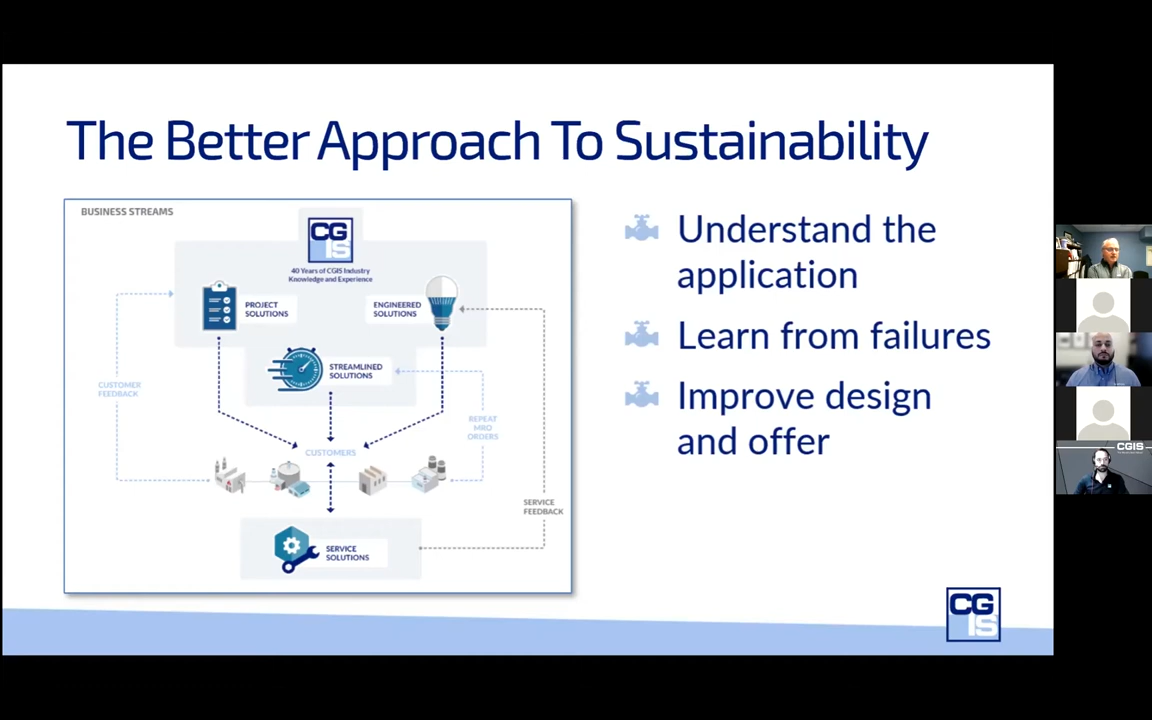 The Better Approach To Sustainability
BUSINESS STREAMS
CG
IS
40 Years of CGIS Industry
Knowledge and Experience
PROJECT
SOLUTIONS
ENGINEERED
SOLUTIONS
STREAMLINED
SOLUTIONS
CUSTOMER
FEEDBACK
REPEAT
MRO
ORDERS
CUSTOMERS
SERVICE
FEEDBACK
SERVICE
SOLUTIONS
Understand the
application
Learn from failures
Improve design
and offer
CG
IS
CGIS